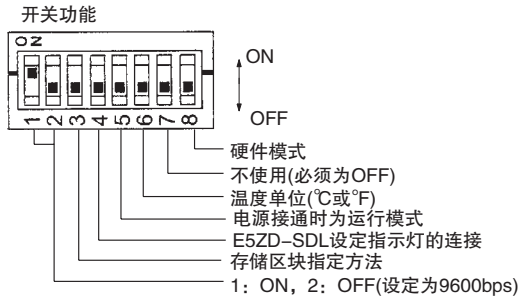 开关功能
ON
ON
OFF
1 2 3 4 5 6 7 8
硬件模式
不使用(必须为OFF)
温度单位(℃或°F)
电源接通时为运行模式
E5ZD–SDL设定指示灯的连接
存储区块指定方法
1：ON，2：OFF(设定为9600bps)